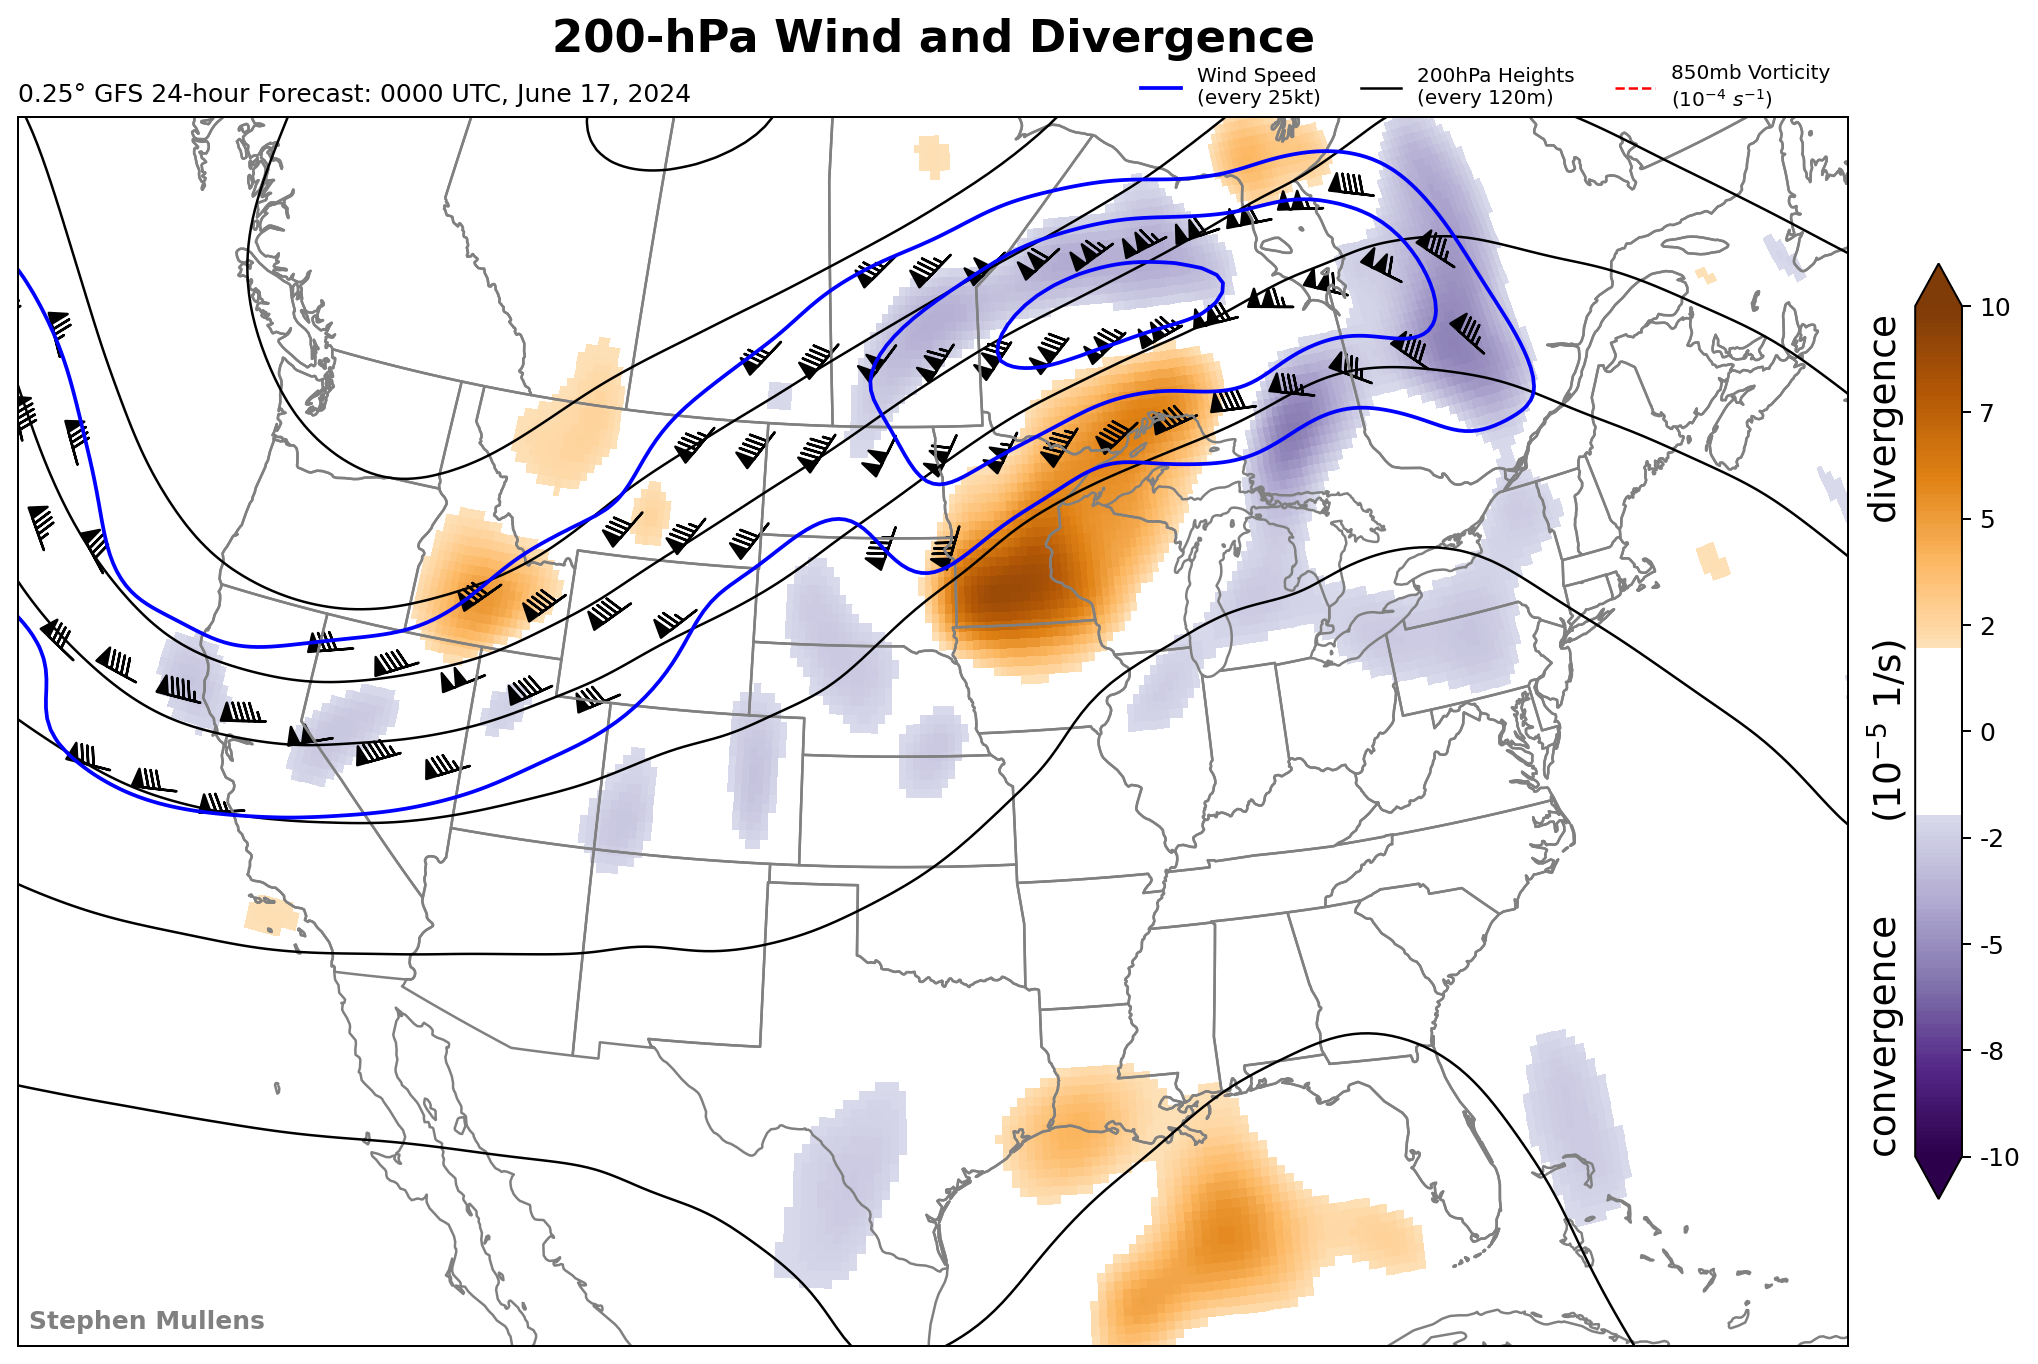 200-hPa Wind and Divergence
0.25° GFS 24-hour Forecast: 0000 UTC, June 17, 2024
Wind Speed
(every 25kt)
200hPa Heights
(every 120m)
850mb Vorticity
(10⁻⁴ s⁻¹)
10
7
5
2
0
-2
-5
-8
-10
convergence (10⁻⁵ 1/s) divergence
Stephen Mullens